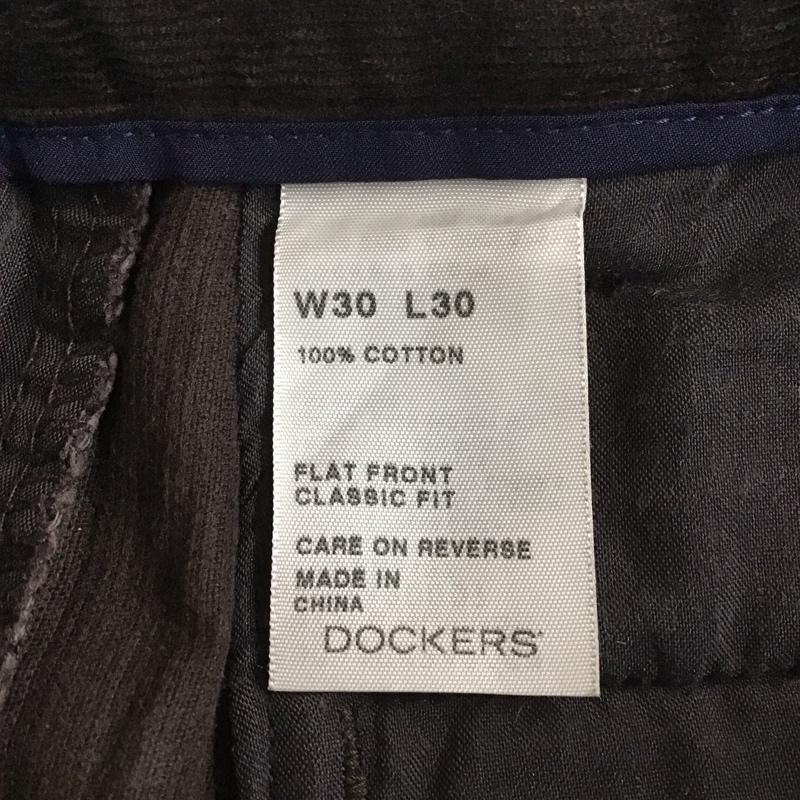 W30 L30
100% COTTON
FLAT FRONT
CLASSIC FIT
CARE ON REVERSE
MADE IN
CHINA
DOCKERS®